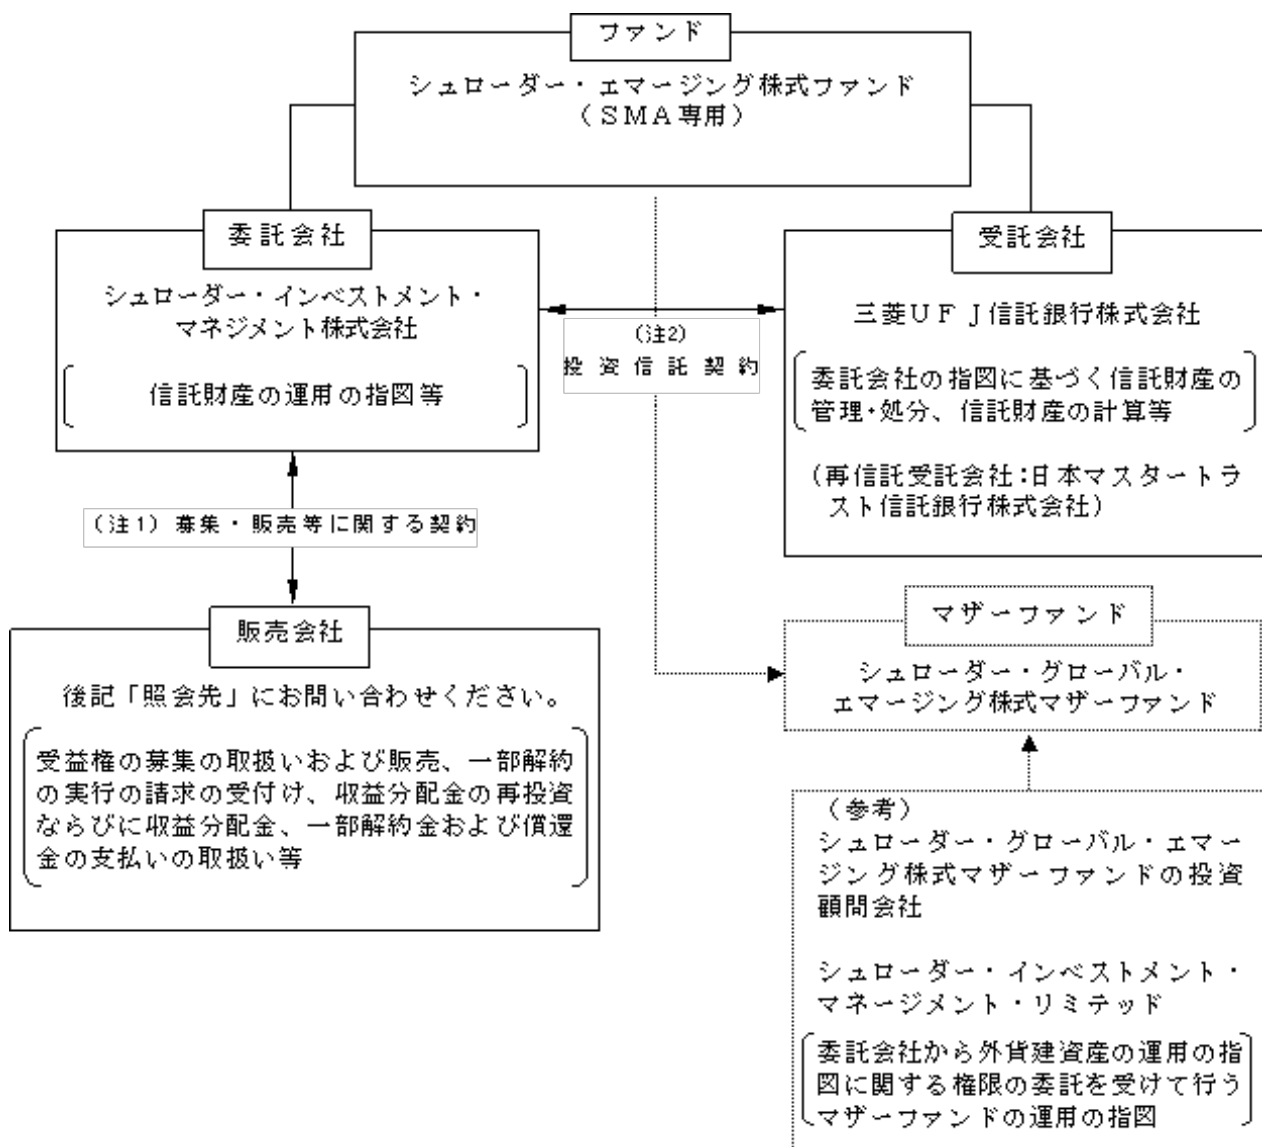 ファンド
シュローダー・エマージング株式ファンド
(SMA専用)
委託会社
シュローダー・インベストメント・
マネジメント株式会社
信託財産の運用の指図等
受託会社
三菱UFJ信託銀行株式会社
委託会社の指図に基づく信託財産の
管理・処分、信託財産の計算等
(再信託受託会社:日本マスタートラ
スト信託銀行株式会社)
(注2)
投資信託契約
(注1)募集・販売等に関する契約
販売会社
後記「照会先」にお問い合わせください。
受益権の募集の取扱いおよび販売、一部解約
の実行の請求の受付け、収益分配金の再投資
ならびに収益分配金、一部解約金および償還
金の支払いの取扱い等
マザーファンド
シュローダー・グローバル・
エマージング株式マザーファンド
(参考)
シュローダー・グローバル・エマー
ジング株式マザーファンドの投資
顧問会社
シュローダー・インベストメント・
マネージメント・リミテッド
委託会社から外貨建資産の運用の指
図に関する権限の委託を受けて行う
マザーファンドの運用の指図